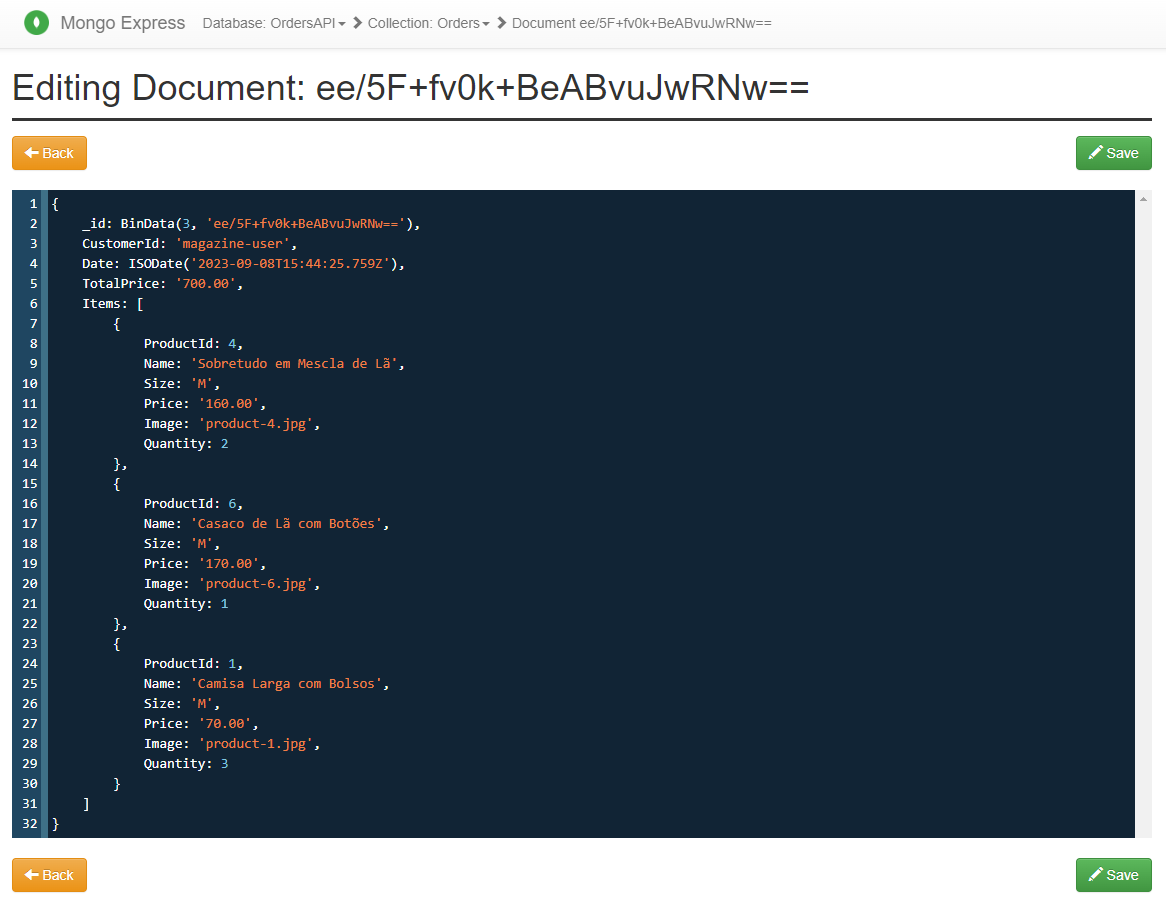 Mongo Express Database: OrdersAPI Collection: Orders Document ee/5F+fv0k+BeABvuJwRNw==
Editing Document: ee/5F+fv0k+BeABvuJwRNw==
Back Save
1 {
2     _id: BinData(3, 'ee/5F+fv0k+BeABvuJwRNw=='),
3     CustomerId: 'magazine-user',
4     Date: ISODate('2023-09-08T15:44:25.759Z'),
5     TotalPrice: '700.00',
6     Items: [
7         {
8             ProductId: 4,
9             Name: 'Sobretudo em Mescla de Lã',
10             Size: 'M',
11             Price: '160.00',
12             Image: 'product-4.jpg',
13             Quantity: 2
14         },
15         {
16             ProductId: 6,
17             Name: 'Casaco de Lã com Botões',
18             Size: 'M',
19             Price: '170.00',
20             Image: 'product-6.jpg',
21             Quantity: 1
22         },
23         {
24             ProductId: 1,
25             Name: 'Camisa Larga com Bolsos',
26             Size: 'M',
27             Price: '70.00',
28             Image: 'product-1.jpg',
29             Quantity: 3
30         }
31     ]
32 }
Back Save